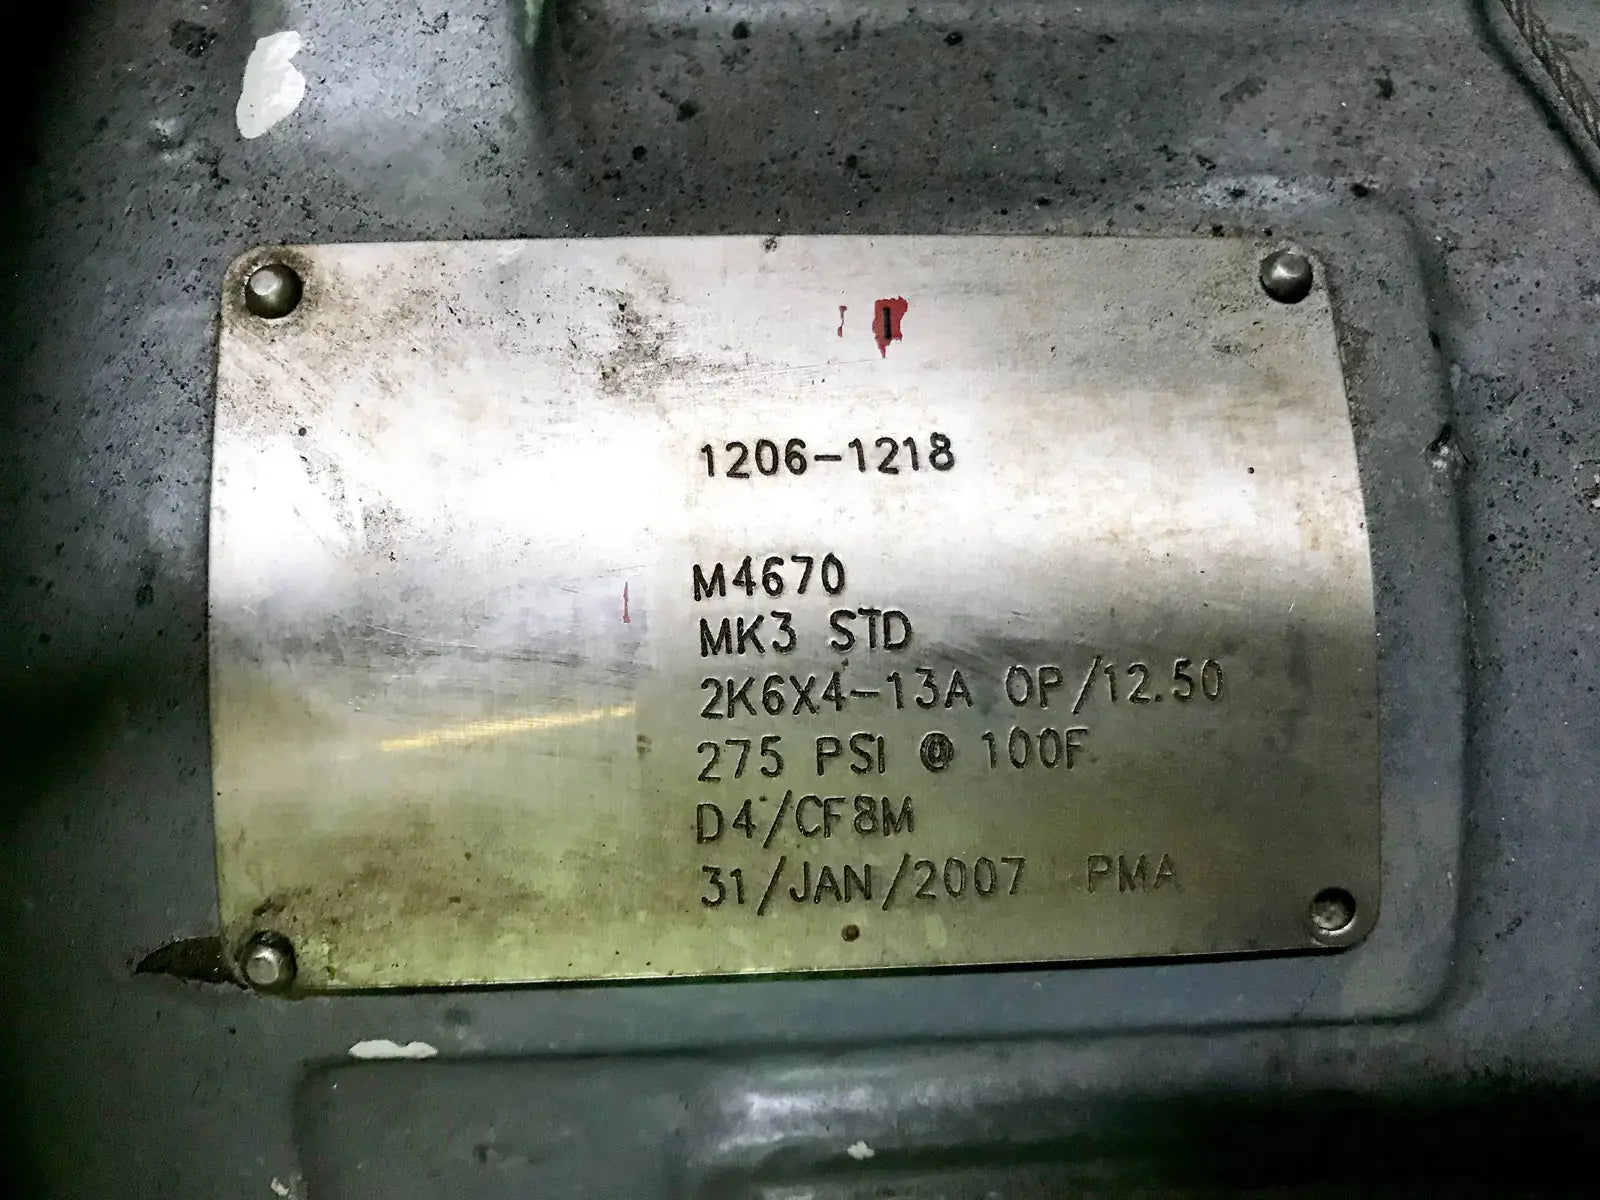 1206-1218
M4670
MK3 STD
2K6X4-13A OP/12.50
275 PSI @ 100F
D4/CF8M
31/JAN/2007 PMA